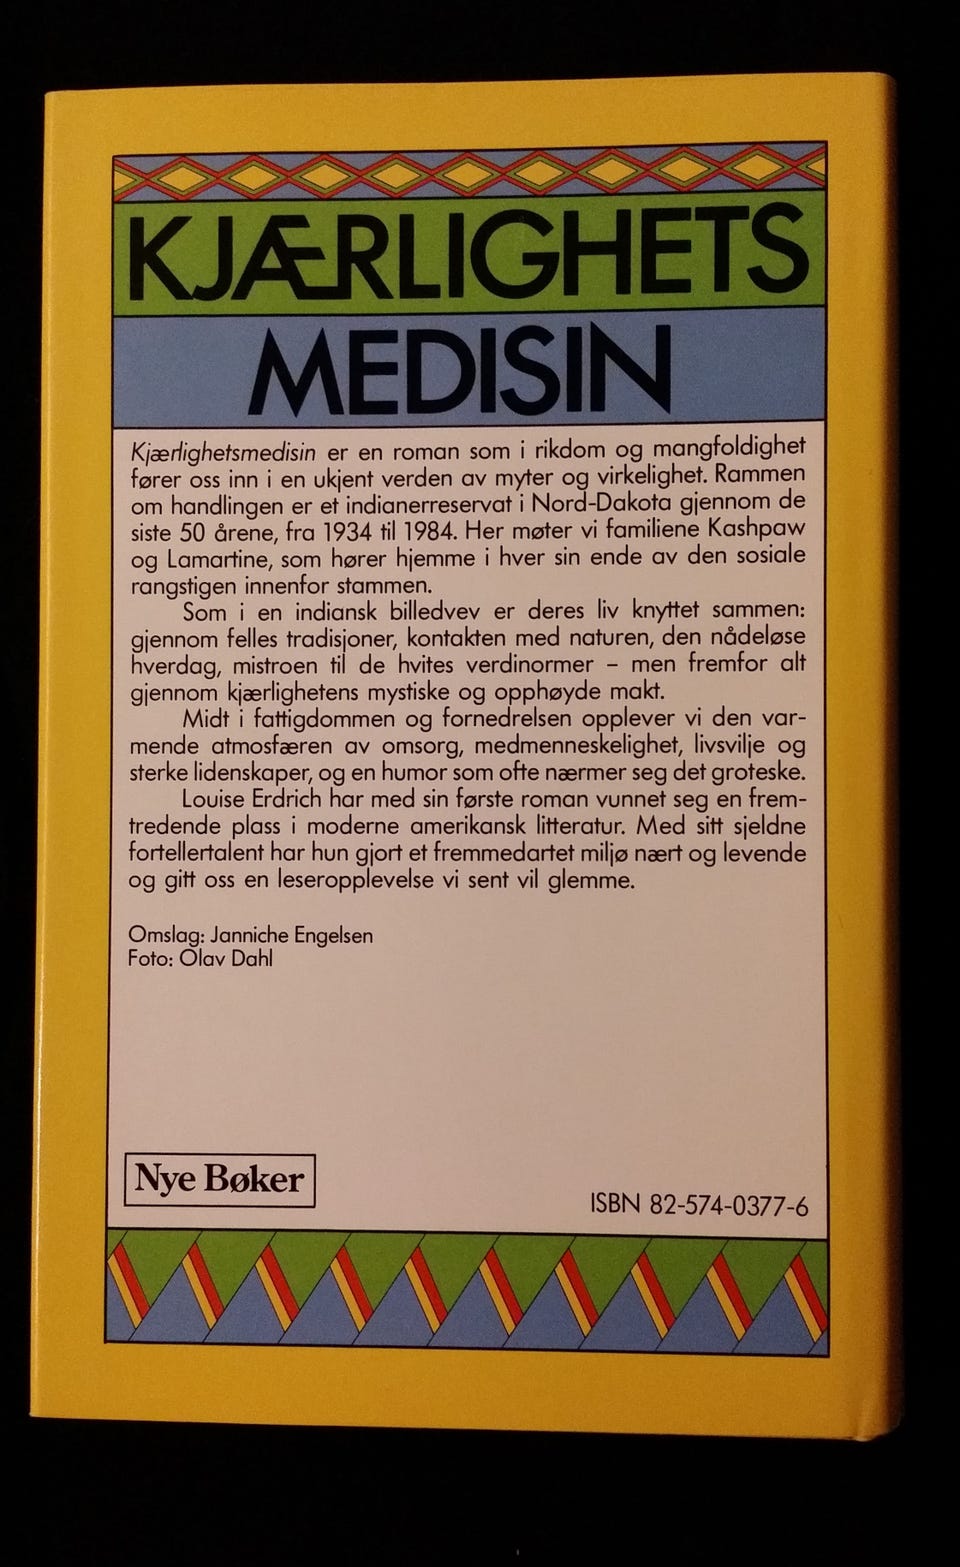 KJÆRLIGHETS
MEDISIN
Kjærlighetsmedisin er en roman som i rikdom og mangfoldighet
fører oss inn i en ukjent verden av myter og virkelighet. Rammen
om handlingen er et indianerreservat i Nord-Dakota gjennom de
siste 50 årene, fra 1934 til 1984. Her møter vi familiene Kashpaw
og Lamartine, som hører hjemme i hver sin ende av den sosiale
rangstigen innenfor stammen.
Som i en indiansk billedvev er deres liv knyttet sammen:
gjennom felles tradisjoner, kontakten med naturen, den nådeløse
hverdag, mistroen til de hvites verdinormer – men fremfor alt
gjennom kjærlighetens mystiske og opphøyde makt.
Midt i fattigdommen og fornedrelsen opplever vi den var-
mende atmosfæren av omsorg, medmenneskelighet, livsvilje og
sterke lidenskaper, og en humor som ofte nærmer seg det groteske.
Louise Erdrich har med sin første roman vunnet seg en frem-
tredende plass i moderne amerikansk litteratur. Med sitt sjeldne
fortellertalent har hun gjort et fremmedartet miljø nært og levende
og gitt oss en leseropplevelse vi sent vil glemme.
Omslag: Janniche Engelsen
Foto: Olav Dahl
Nye Bøker
ISBN 82-574-0377-6